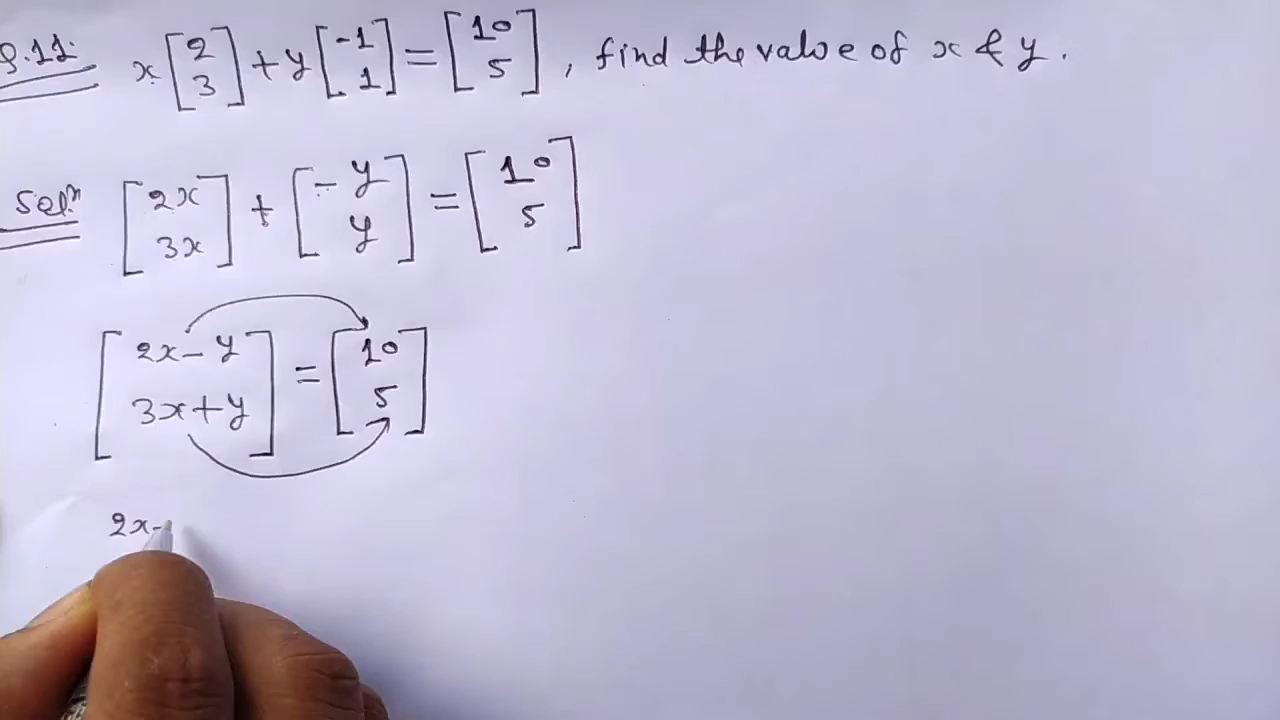 Q.11. x [2 3] + y [-1 1] = [10 5], find the value of x & y.
Solⁿ [2x 3x] + [-y y] = [10 5]
[2x-y 3x+y] = [10 5]
2x-